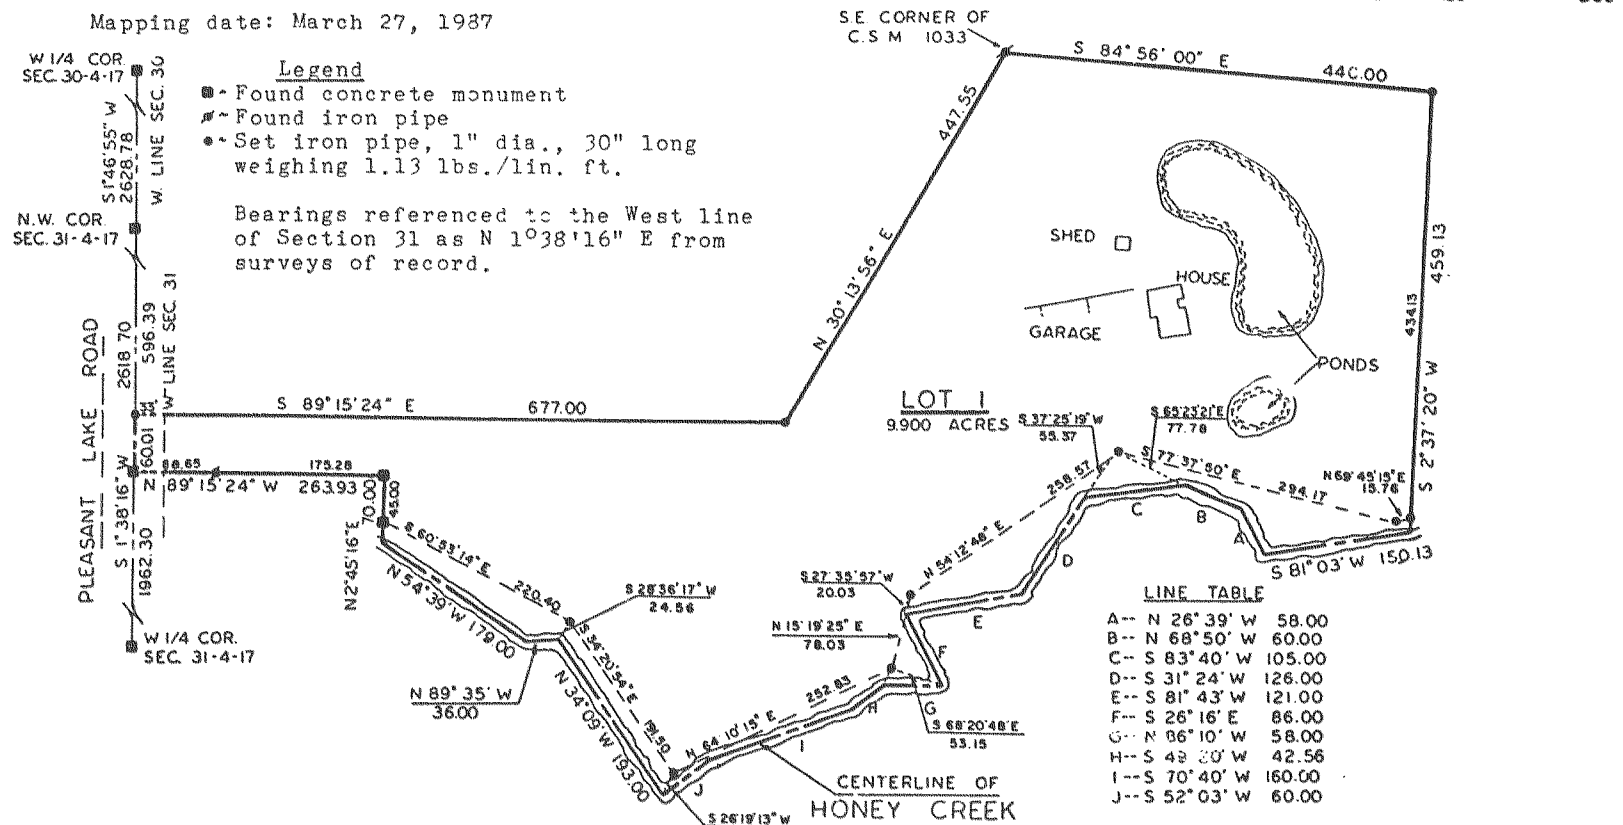 Mapping date: March 27, 1987
S.E. CORNER OF
C.S M 1033
S 84° 56' 00" E
440.00
W 1/4 COR.
SEC. 30-4-17
W. LINE SEC. 30
S 1°46'55" W
2628.78
Legend
- Found concrete monument
- Found iron pipe
- Set iron pipe, 1" dia., 30" long
weighing 1.13 lbs./lin. ft.
Bearings referenced to the West line
of Section 31 as N 1°38'16" E from
surveys of record.
N.W. COR.
SEC. 31-4-17
447.55
N 30° 13' 56" E
SHED
HOUSE
GARAGE
PONDS
459.13
434.13
S 2° 37' 20" W
PLEASANT LAKE ROAD
2618.70
596.39
W-LINE SEC. 31
S 89° 15' 24" E
677.00
LOT 1
9.900 ACRES
S 37° 25' 19" W
55.37
S 65° 23' 21" E
77.78
S 77° 37' 50" E
294.17
N 69° 45' 15" E
15.76
S 1° 38' 16" W
60.01
88.65
175.28
N 89° 15' 24" W
263.93
1962.30
70.00
45.00
N 2° 45' 16" E
S 60° 53' 14" E
220.40
N 54° 39' W 179.00
258.57
N 54° 12' 48" E
S 27° 35' 57" W
20.03
N 15° 19' 25" E
78.03
S 28° 36' 17" W
24.56
S 34° 20' 54" E
191.50
N 89° 35' W
36.00
N 34° 09' W 193.00
N 64° 10' 15" E
252.83
S 68° 20' 48" E
53.15
S 26° 19' 13" W
S 81° 03' W 150.13
A
B
C
D
E
F
G
H
I
J
W 1/4 COR.
SEC. 31-4-17
CENTERLINE OF
HONEY CREEK
LINE TABLE
A-- N 26° 39' W 58.00
B-- N 68° 50' W 60.00
C-- S 83° 40' W 105.00
D-- S 31° 24' W 126.00
E-- S 81° 43' W 121.00
F-- S 26° 16' E 86.00
G-- N 86° 10' W 58.00
H-- S 49° 20' W 42.56
I-- S 70° 40' W 160.00
J-- S 52° 03' W 60.00